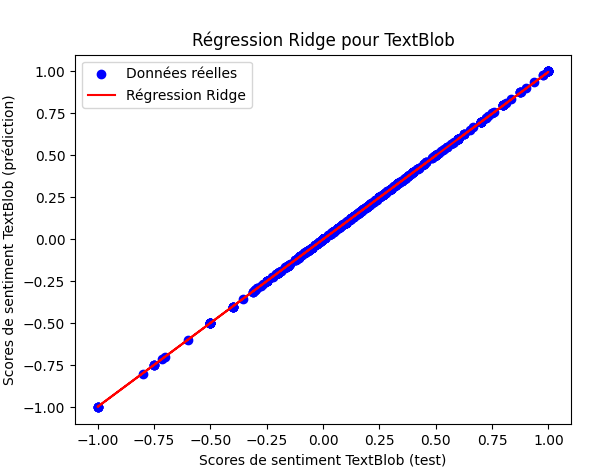 Régression Ridge pour TextBlob
Données réelles
Régression Ridge
1.00
0.75
0.50
0.25
0.00
−0.25
−0.50
−0.75
−1.00
Scores de sentiment TextBlob (prédiction)
−1.00 −0.75 −0.50 −0.25 0.00 0.25 0.50 0.75 1.00
Scores de sentiment TextBlob (test)